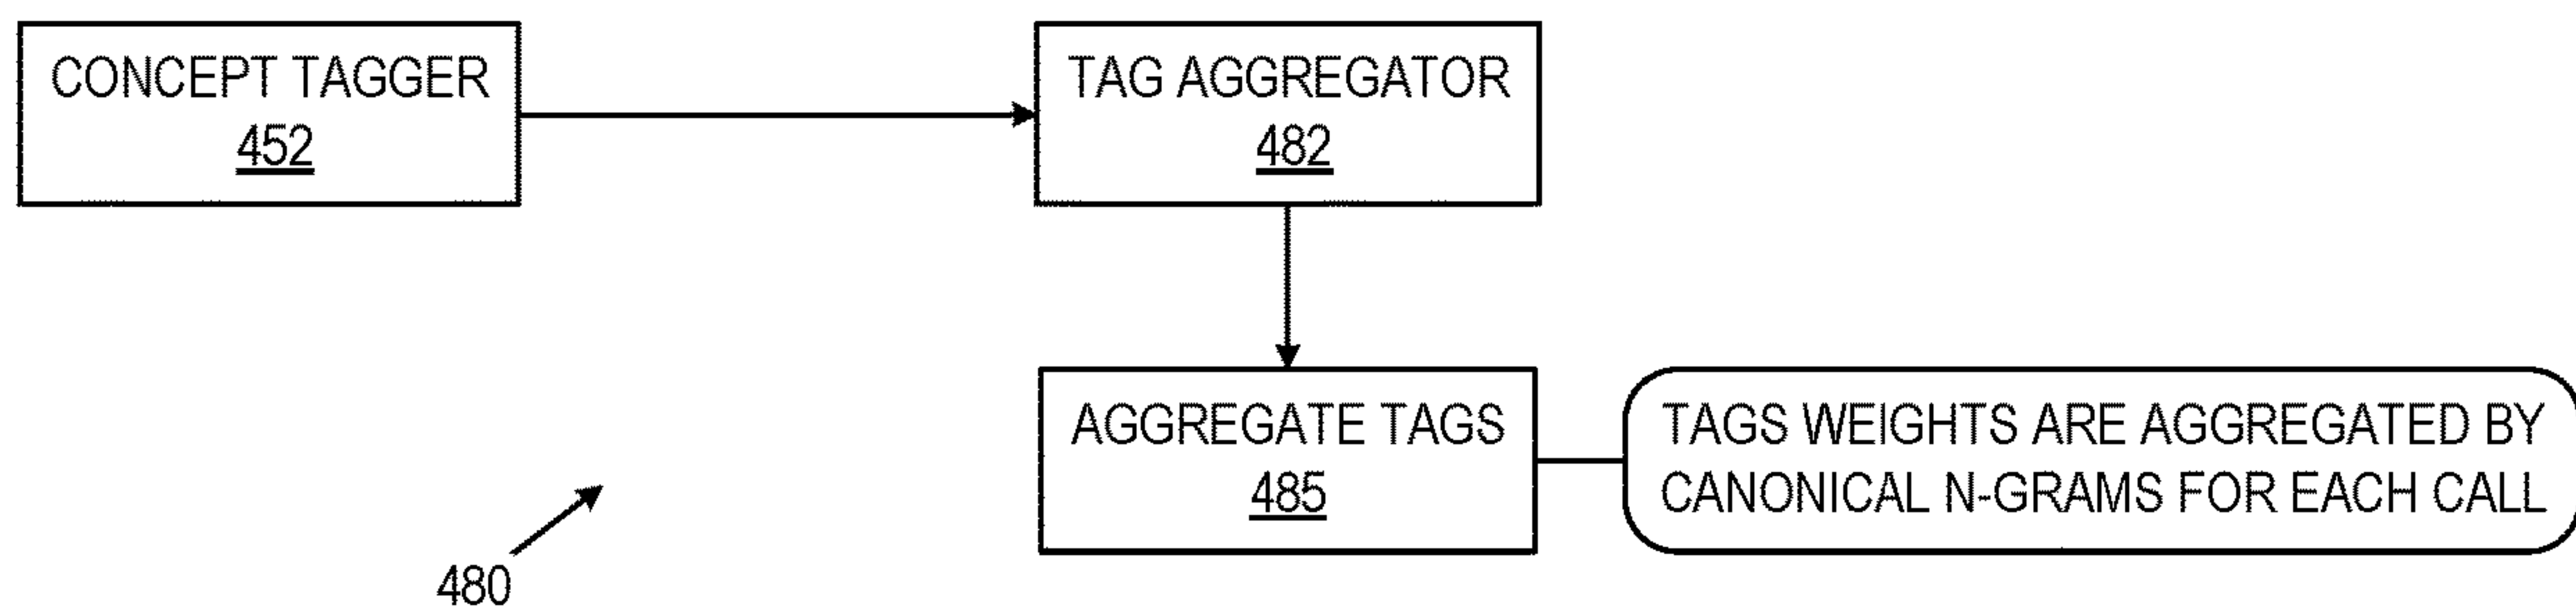 CONCEPT TAGGER
452
TAG AGGREGATOR
482
AGGREGATE TAGS
485
TAGS WEIGHTS ARE AGGREGATED BY
CANONICAL N-GRAMS FOR EACH CALL
480